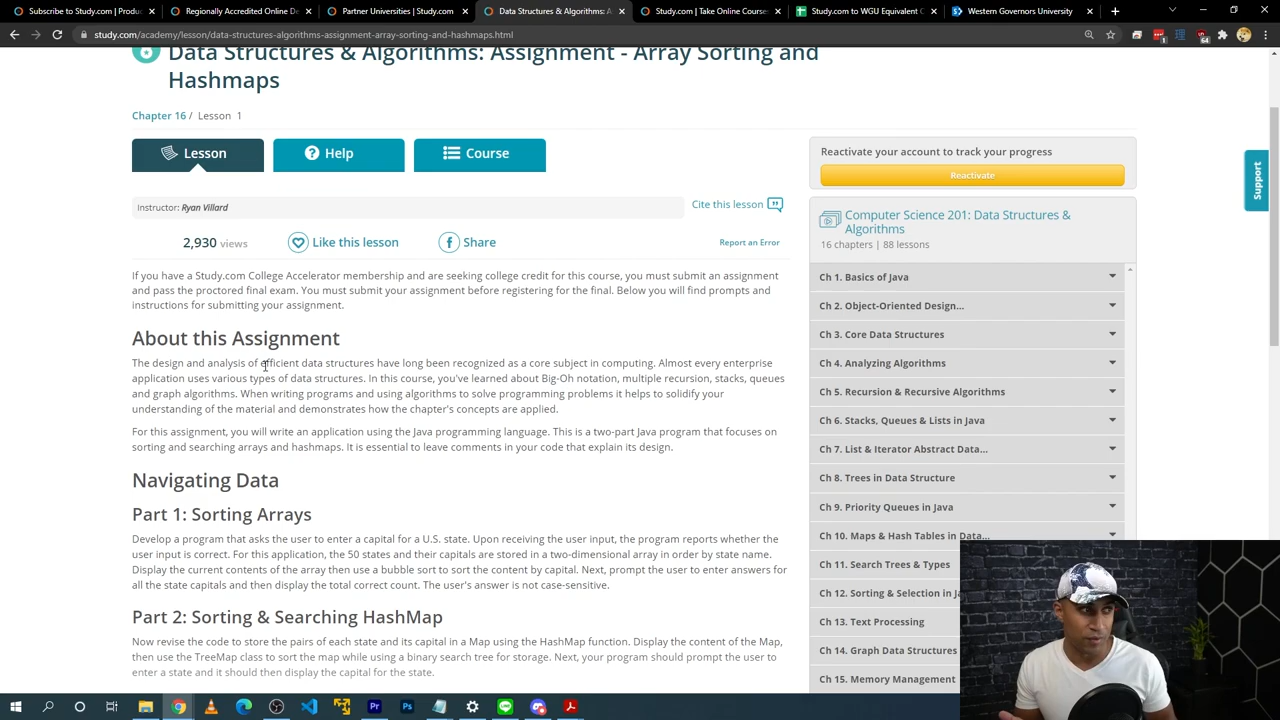 Subscribe to Study.com | Produ
Regionally Accredited Online De
Partner Universities | Study.com
Data Structures & Algorithms: A
Study.com | Take Online Courses
Study.com to WGU Equivalent C
Western Governors University
study.com/academy/lesson/data-structures-algorithms-assignment-array-sorting-and-hashmaps.html
Data Structures & Algorithms: Assignment - Array Sorting and
Hashmaps
Chapter 16 / Lesson 1
Lesson
Help
Course
Reactivate your account to track your progress
Reactivate
Support
Instructor: Ryan Villard
Cite this lesson
Computer Science 201: Data Structures &
Algorithms
16 chapters | 88 lessons
2,930 views
Like this lesson
Share
Report an Error
If you have a Study.com College Accelerator membership and are seeking college credit for this course, you must submit an assignment
and pass the proctored final exam. You must submit your assignment before registering for the final. Below you will find prompts and
instructions for submitting your assignment.
About this Assignment
The design and analysis of efficient data structures have long been recognized as a core subject in computing. Almost every enterprise
application uses various types of data structures. In this course, you've learned about Big-Oh notation, multiple recursion, stacks, queues
and graph algorithms. When writing programs and using algorithms to solve programming problems it helps to solidify your
understanding of the material and demonstrates how the chapter's concepts are applied.
For this assignment, you will write an application using the Java programming language. This is a two-part Java program that focuses on
sorting and searching arrays and hashmaps. It is essential to leave comments in your code that explain its design.
Navigating Data
Part 1: Sorting Arrays
Develop a program that asks the user to enter a capital for a U.S. state. Upon receiving the user input, the program reports whether the
user input is correct. For this application, the 50 states and their capitals are stored in a two-dimensional array in order by state name.
Display the current contents of the array then use a bubble sort to sort the content by capital. Next, prompt the user to enter answers for
all the state capitals and then display the total correct count. The user's answer is not case-sensitive.
Part 2: Sorting & Searching HashMap
Now revise the code to store the pairs of each state and its capital in a Map using the HashMap function. Display the content of the Map,
then use the TreeMap class to sort the map while using a binary search tree for storage. Next, your program should prompt the user to
enter a state and it should then display the capital for the state.
Ch 1. Basics of Java
Ch 2. Object-Oriented Design...
Ch 3. Core Data Structures
Ch 4. Analyzing Algorithms
Ch 5. Recursion & Recursive Algorithms
Ch 6. Stacks, Queues & Lists in Java
Ch 7. List & Iterator Abstract Data...
Ch 8. Trees in Data Structure
Ch 9. Priority Queues in Java
Ch 10. Maps & Hash Tables in Data...
Ch 11. Search Trees & Types
Ch 12. Sorting & Selection in Ja
Ch 13. Text Processing
Ch 14. Graph Data Structures
Ch 15. Memory Management